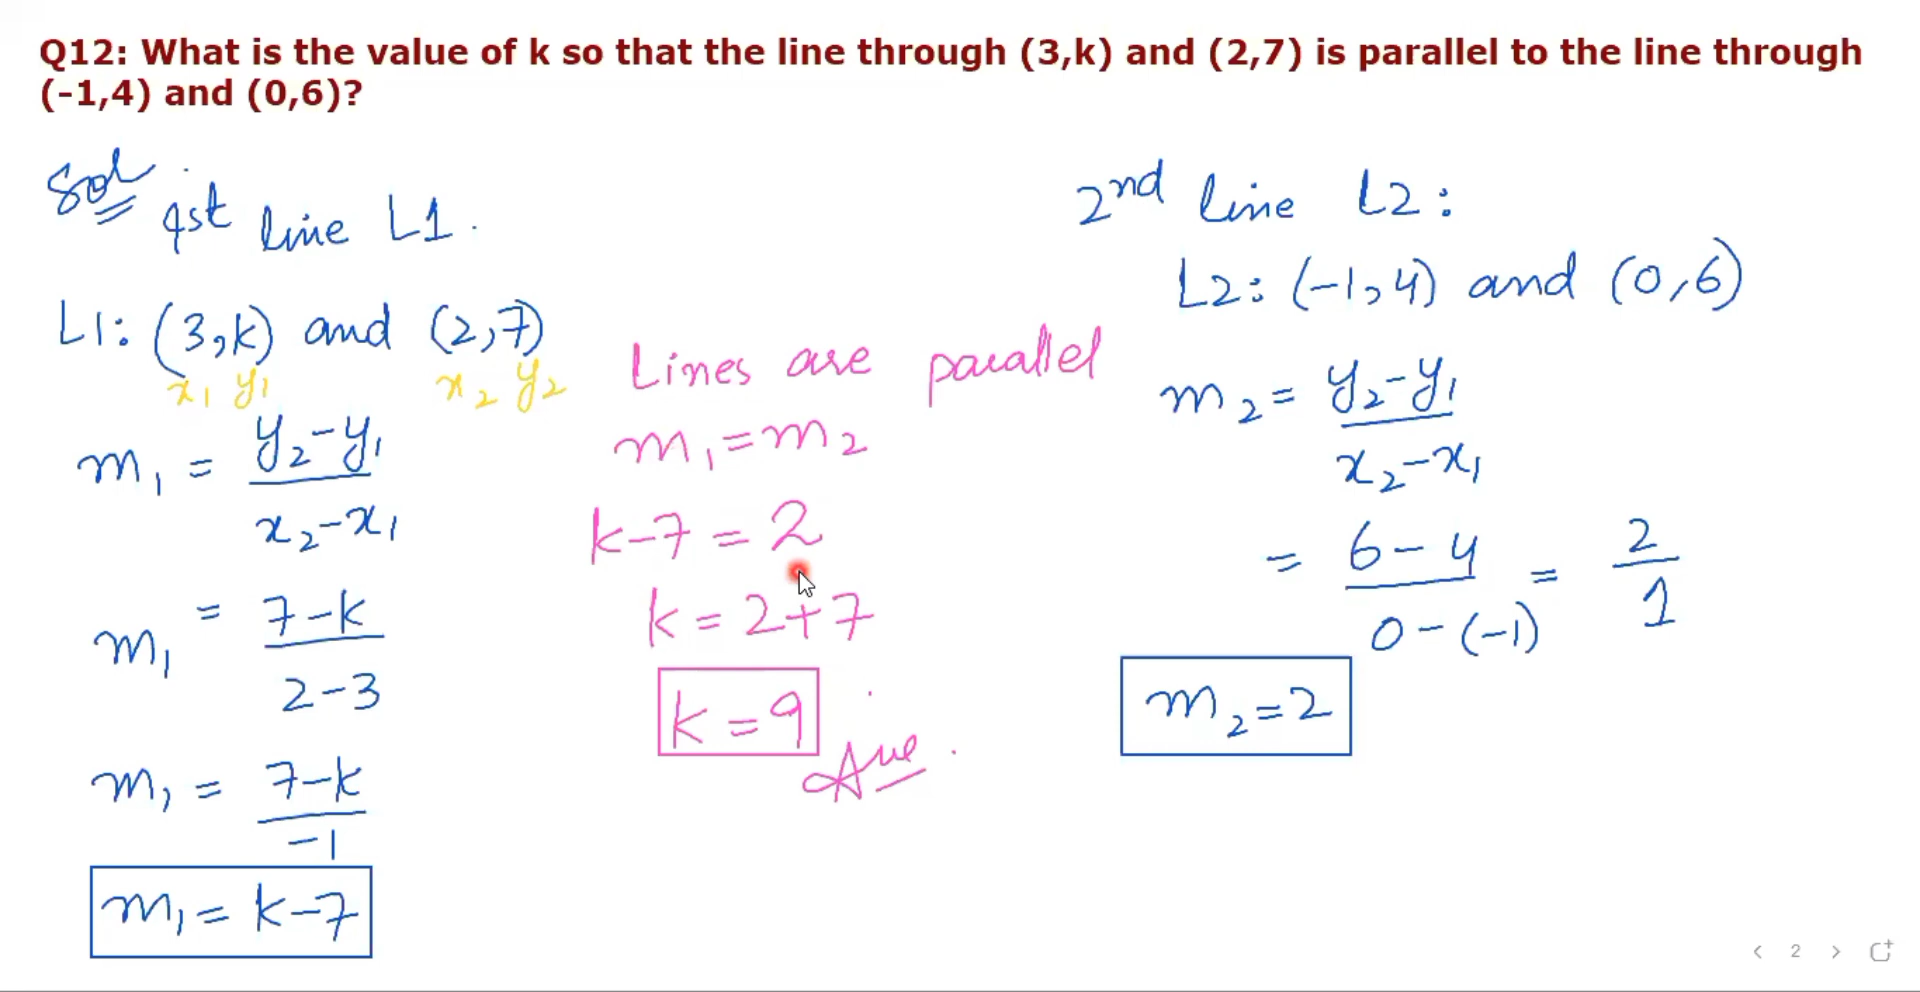 Q12: What is the value of k so that the line through (3,k) and (2,7) is parallel to the line through
(-1,4) and (0,6)?
Sol
1st line L1.
L1: (3,k) and (2,7)
x₁ y₁ x₂ y₂
m₁ = (y₂-y₁)/(x₂-x₁)
m₁ = (7-k)/(2-3)
m₁ = (7-k)/-1
m₁ = k-7
Lines are parallel
m₁ = m₂
k-7 = 2
k = 2+7
k = 9
Ans.
2nd line L2:
L2: (-1,4) and (0,6)
m₂ = (y₂-y₁)/(x₂-x₁)
= (6-4)/(0-(-1)) = 2/1
m₂ = 2
2